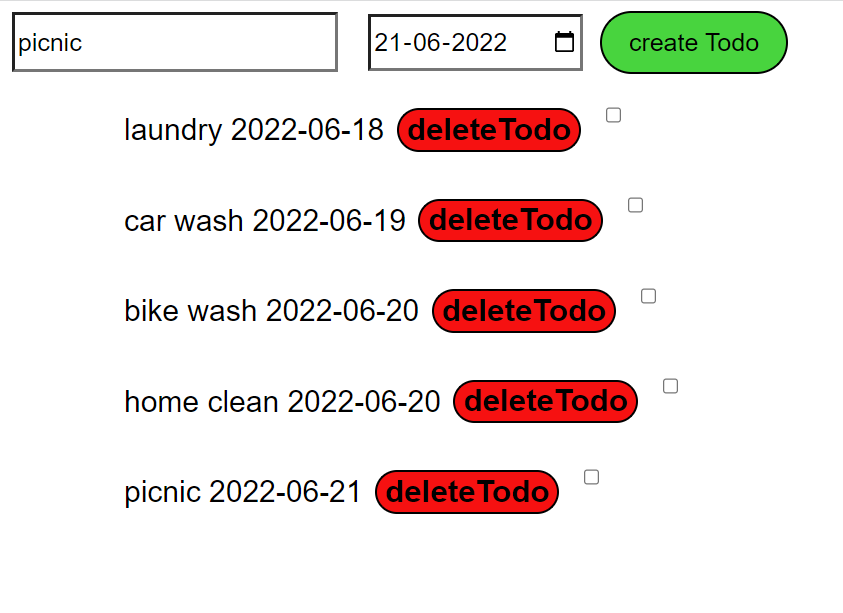 picnic 21-06-2022 create Todo
laundry 2022-06-18 deleteTodo
car wash 2022-06-19 deleteTodo
bike wash 2022-06-20 deleteTodo
home clean 2022-06-20 deleteTodo
picnic 2022-06-21 deleteTodo